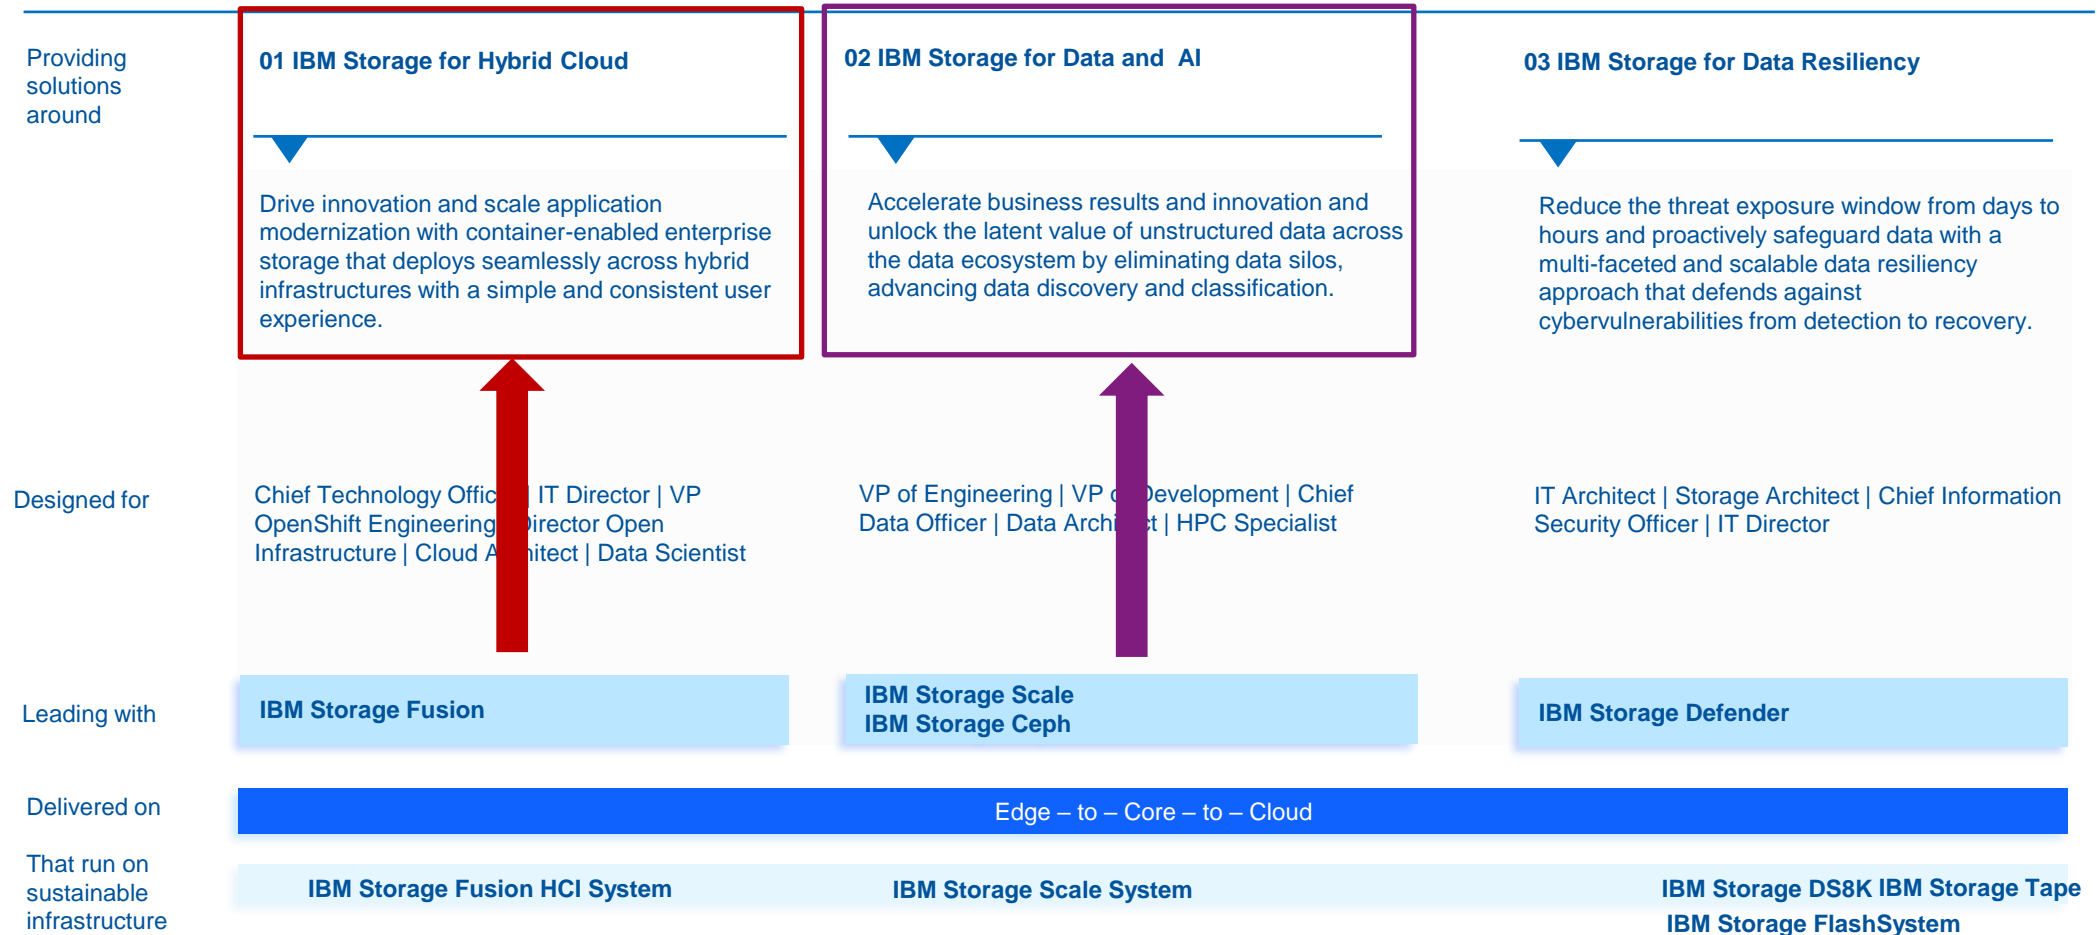 Providing
solutions
around
01 IBM Storage for Hybrid Cloud
02 IBM Storage for Data and AI
03 IBM Storage for Data Resiliency
Drive innovation and scale application
modernization with container-enabled enterprise
storage that deploys seamlessly across hybrid
infrastructures with a simple and consistent user
experience.
Accelerate business results and innovation and
unlock the latent value of unstructured data across
the data ecosystem by eliminating data silos,
advancing data discovery and classification.
Reduce the threat exposure window from days to
hours and proactively safeguard data with a
multi-faceted and scalable data resiliency
approach that defends against
cybervulnerabilities from detection to recovery.
Designed for
Chief Technology | IT Director | VP
OpenShift Engineering Director Open
Infrastructure | Cloud | Data Scientist
VP of Engineering | VP Development | Chief
Data Officer | Data | HPC Specialist
IT Architect | Storage Architect | Chief Information
Security Officer | IT Director
Leading with
IBM Storage Fusion
IBM Storage Scale
IBM Storage Ceph
IBM Storage Defender
Delivered on
Edge – to – Core – to – Cloud
That run on
sustainable
infrastructure
IBM Storage Fusion HCI System
IBM Storage Scale System
IBM Storage DS8K IBM Storage Tape
IBM Storage FlashSystem